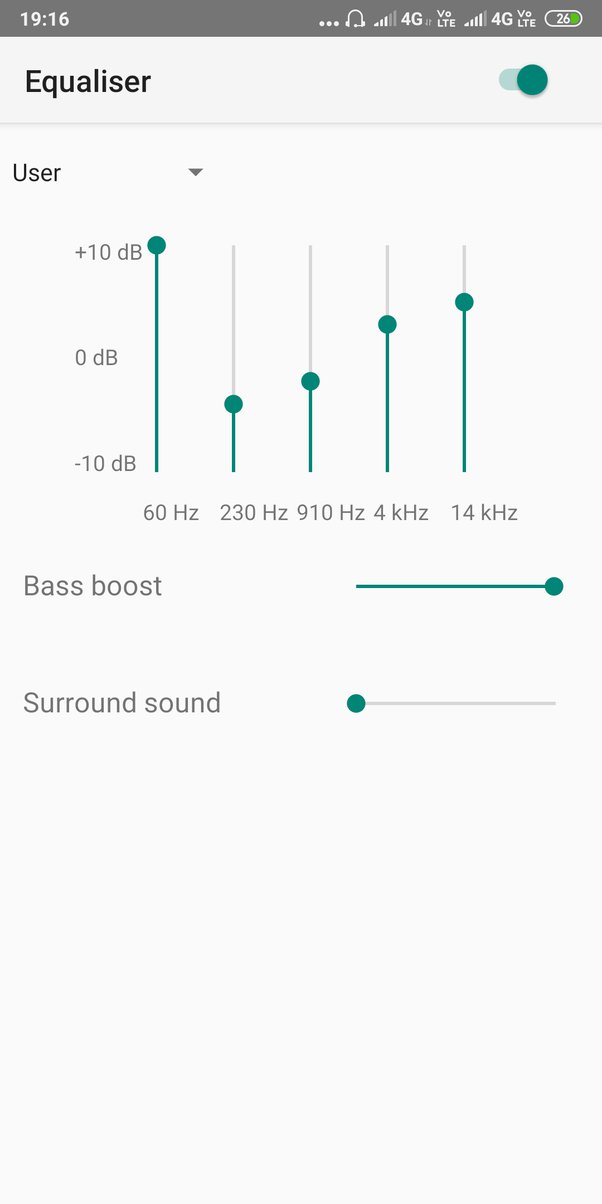 19:16 ... 4G Vo LTE 4G Vo LTE 26
Equaliser
User
+10 dB
0 dB
-10 dB
60 Hz 230 Hz 910 Hz 4 kHz 14 kHz
Bass boost
Surround sound